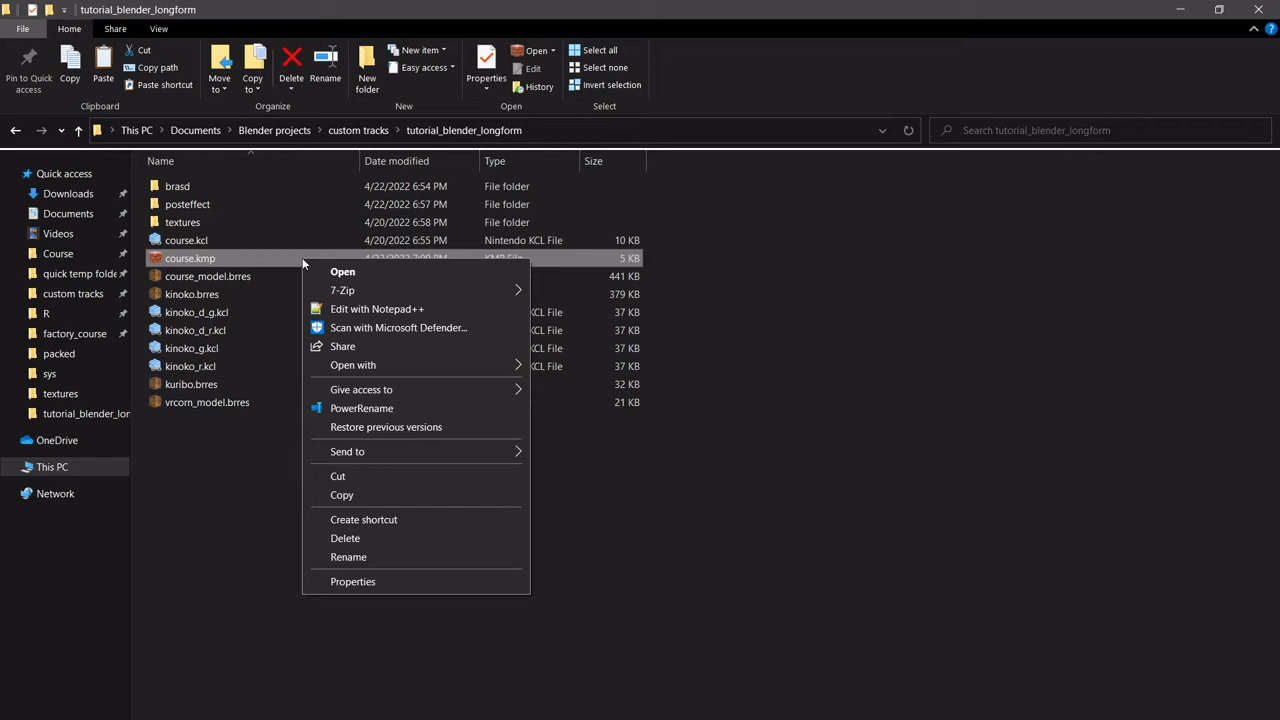 tutorial_blender_longform
File Home Share View
Pin to Quick access
Copy
Paste
Cut
Copy path
Paste shortcut
Clipboard
Move to
Copy to
Delete
Rename
Organize
New folder
New item
Easy access
New
Properties
Open
Edit
History
Open
Select all
Select none
Invert selection
Select
This PC Documents Blender projects custom tracks tutorial_blender_longform
Search tutorial_blender_longform
Name Date modified Type Size
Quick access
Downloads
Documents
Videos
Course
quick temp folde
custom tracks
R
factory_course
packed
sys
textures
tutorial_blender_lor
OneDrive
This PC
Network
brasd 4/22/2022 6:54 PM File folder
posteffect 4/22/2022 6:57 PM File folder
textures 4/20/2022 6:58 PM File folder
course.kcl 4/20/2022 6:55 PM Nintendo KCL File 10 KB
course.kmp 5 KB
course_model.brres 441 KB
kinoko.brres 379 KB
kinoko_d_g.kcl KCL File 37 KB
kinoko_d_r.kcl KCL File 37 KB
kinoko_g.kcl KCL File 37 KB
kinoko_r.kcl KCL File 37 KB
kuribo.brres 32 KB
vrcorn_model.brres 21 KB
Open
7-Zip
Edit with Notepad++
Scan with Microsoft Defender...
Share
Open with
Give access to
PowerRename
Restore previous versions
Send to
Cut
Copy
Create shortcut
Delete
Rename
Properties